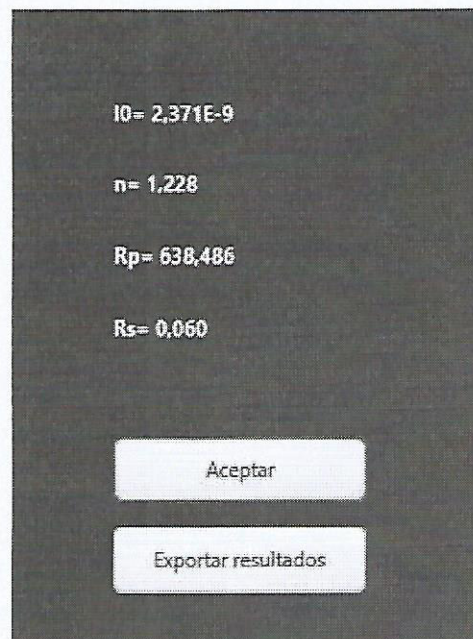 I0= 2,371E-9
n= 1,228
Rp= 638,486
Rs= 0,060
Aceptar
Exportar resultados